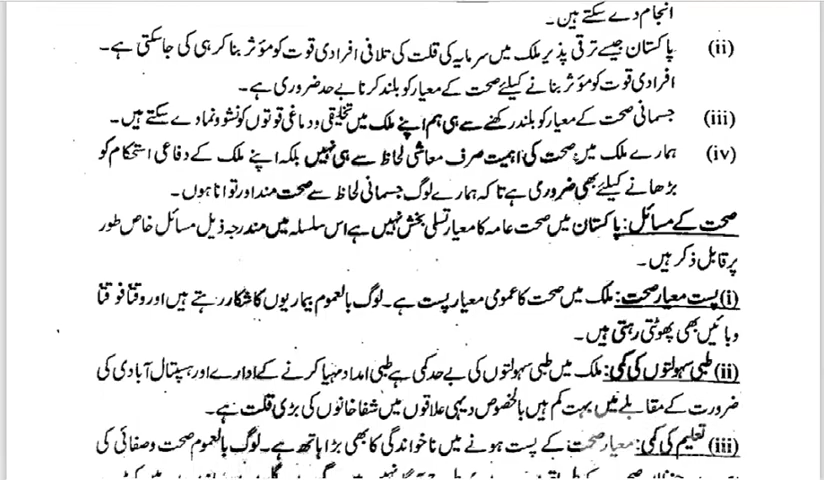 انجام دے سکتے ہیں۔
(ii) پاکستان جیسے ترقی پذیر ملک میں سرمایہ کی قلت کی تلافی افرادی قوت کو مؤثر بنا کر ہی کی جاسکتی ہے۔
افرادی قوت کو مؤثر بنانے کیلئے صحت کے معیار کو بلند کرنا بے حد ضروری ہے۔
(iii) جسمانی صحت کے معیار کو بلند رکھنے سے ہی ہم اپنے ملک میں تخلیقی و دماغی قوتوں کو نشوونما دے سکتے ہیں۔
(iv) ہمارے ملک میں صحت کی اہمیت صرف معاشی لحاظ سے ہی نہیں بلکہ اپنے ملک کے دفاعی استحکام کو
بڑھانے کیلئے بھی ضروری ہے تاکہ ہمارے لوگ جسمانی لحاظ سے صحت مند اور توانا ہوں۔
صحت کے مسائل: پاکستان میں صحت عامہ کا معیار تسلی بخش نہیں ہے اس سلسلہ میں مندرجہ ذیل مسائل خاص طور
پر قابل ذکر ہیں۔
(i) پست معیار صحت: ملک میں صحت کا عمومی معیار پست ہے۔ لوگ بالعموم بیماریوں کا شکار رہتے ہیں اور وقتاً فوقتاً
وبائیں بھی پھوٹتی رہتی ہیں۔
(ii) طبی سہولتوں کی کمی: ملک میں طبی سہولتوں کی بے حد کمی ہے طبی امداد مہیا کرنے کے ادارے اور ہسپتال آبادی کی
ضرورت کے مقابلے میں بہت کم ہیں بالخصوص دیہی علاقوں میں شفاخانوں کی بڑی قلت ہے۔
(iii) تعلیم کی کمی: معیار صحت کے پست ہونے میں ناخواندگی کا بھی بڑا ہاتھ ہے۔ لوگ بالعموم صحت وصفائی کی